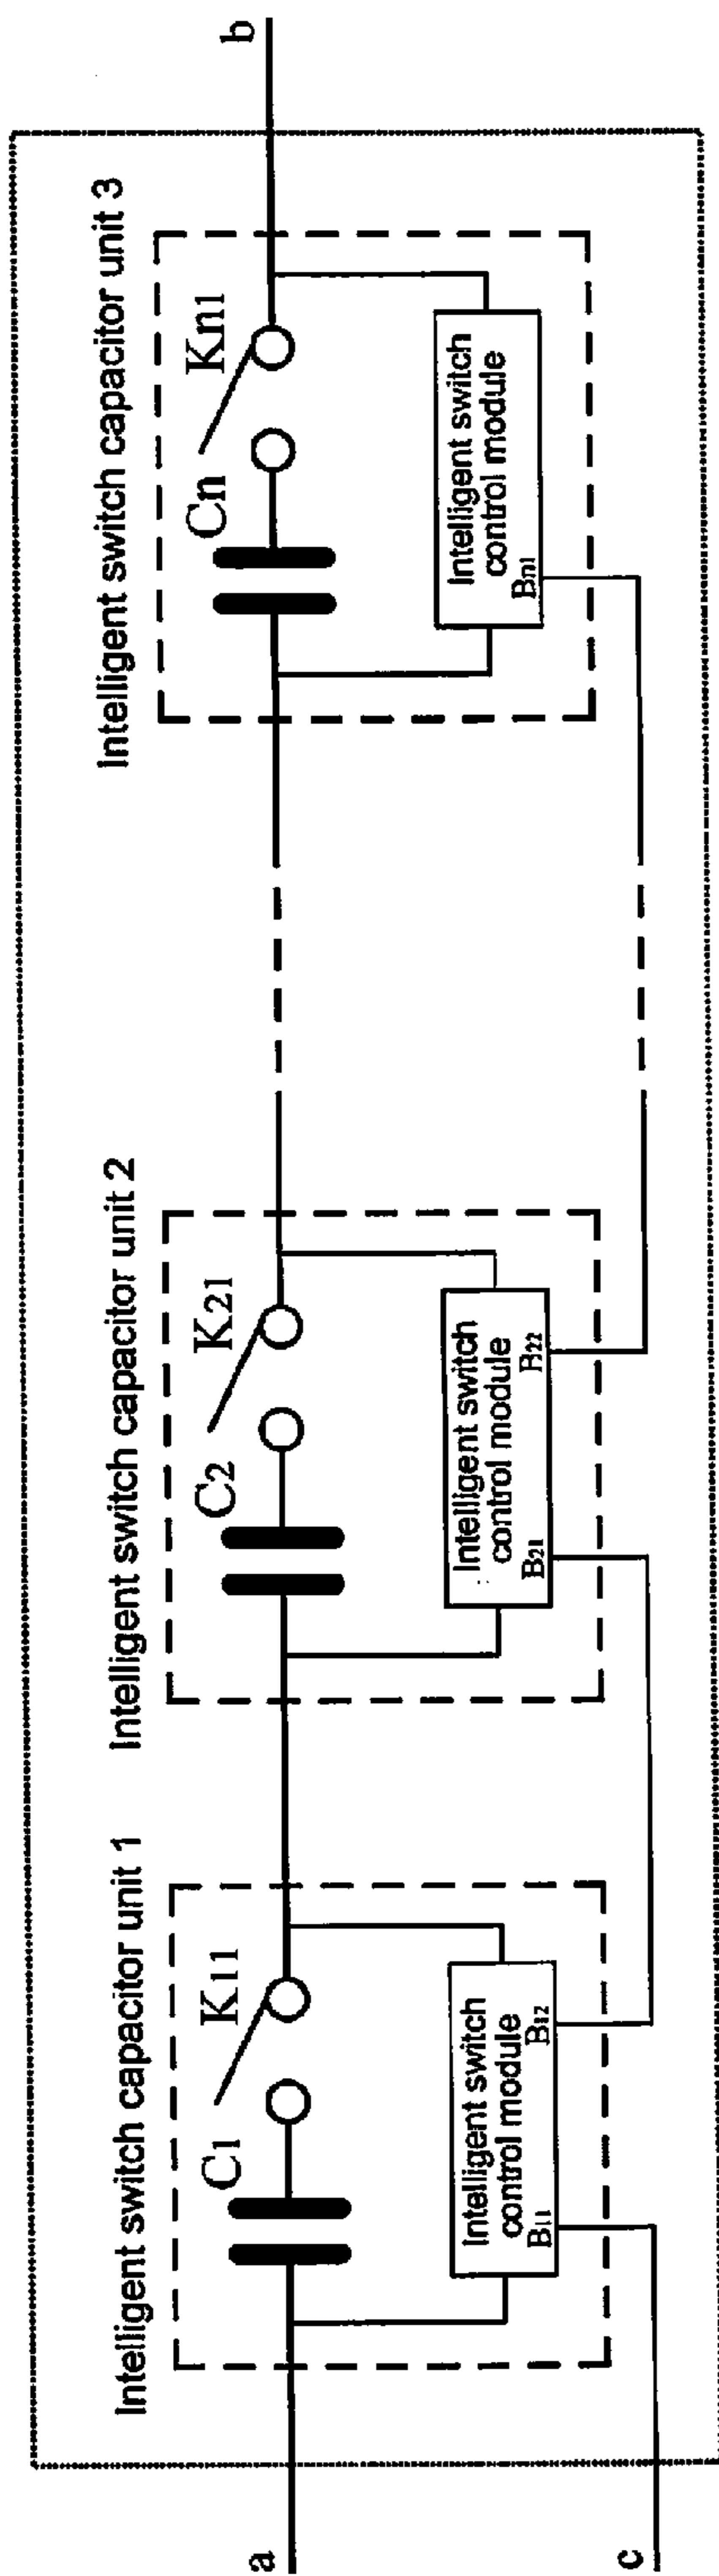 Intelligent switch capacitor unit 1
C1
K11
Intelligent switch
control module
B11
B12
Intelligent switch capacitor unit 2
C2
K21
Intelligent switch
control module
B21
B22
Intelligent switch capacitor unit 3
Cn
Kn1
Intelligent switch
control module
Bn1
a
b
c